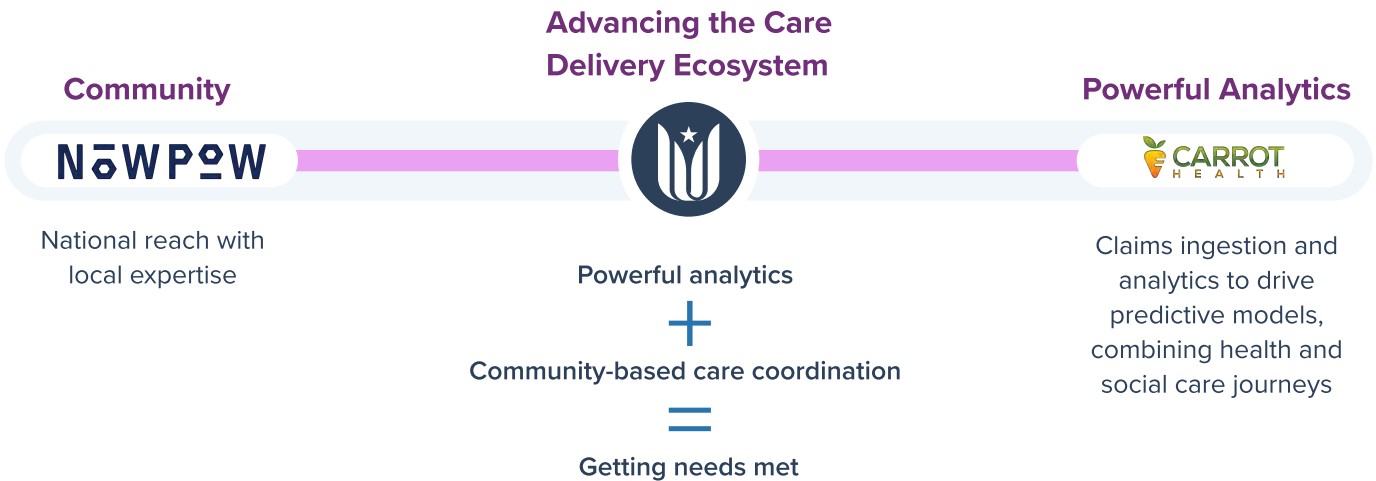 Advancing the Care
Delivery Ecosystem
Community
Powerful Analytics
NOWPOW
CARROT
HEALTH
National reach with
local expertise
Powerful analytics
+
Community-based care coordination
=
Getting needs met
Claims ingestion and
analytics to drive
predictive models,
combining health and
social care journeys